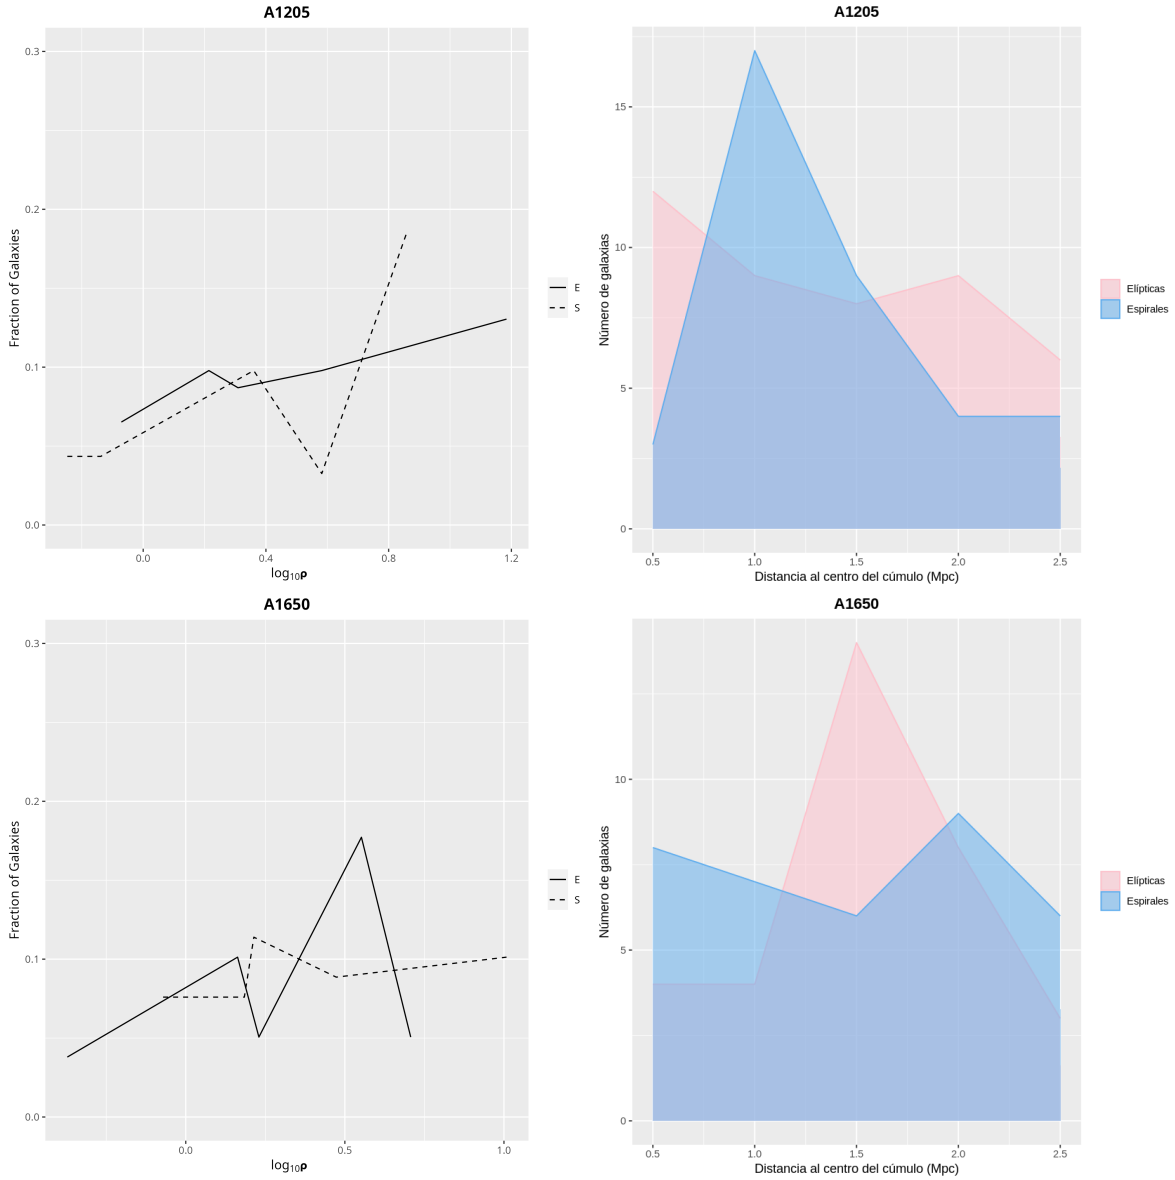 A1205
Fraction of Galaxies
0.3
0.2
0.1
0.0
0.0 0.4 0.8 1.2
log₁₀ρ
E
S
A1205
Número de galaxias
15
10
5
0
0.5 1.0 1.5 2.0 2.5
Distancia al centro del cúmulo (Mpc)
Elípticas
Espirales
A1650
Fraction of Galaxies
0.3
0.2
0.1
0.0
0.0 0.5 1.0
log₁₀ρ
E
S
A1650
Número de galaxias
10
5
0
0.5 1.0 1.5 2.0 2.5
Distancia al centro del cúmulo (Mpc)
Elípticas
Espirales